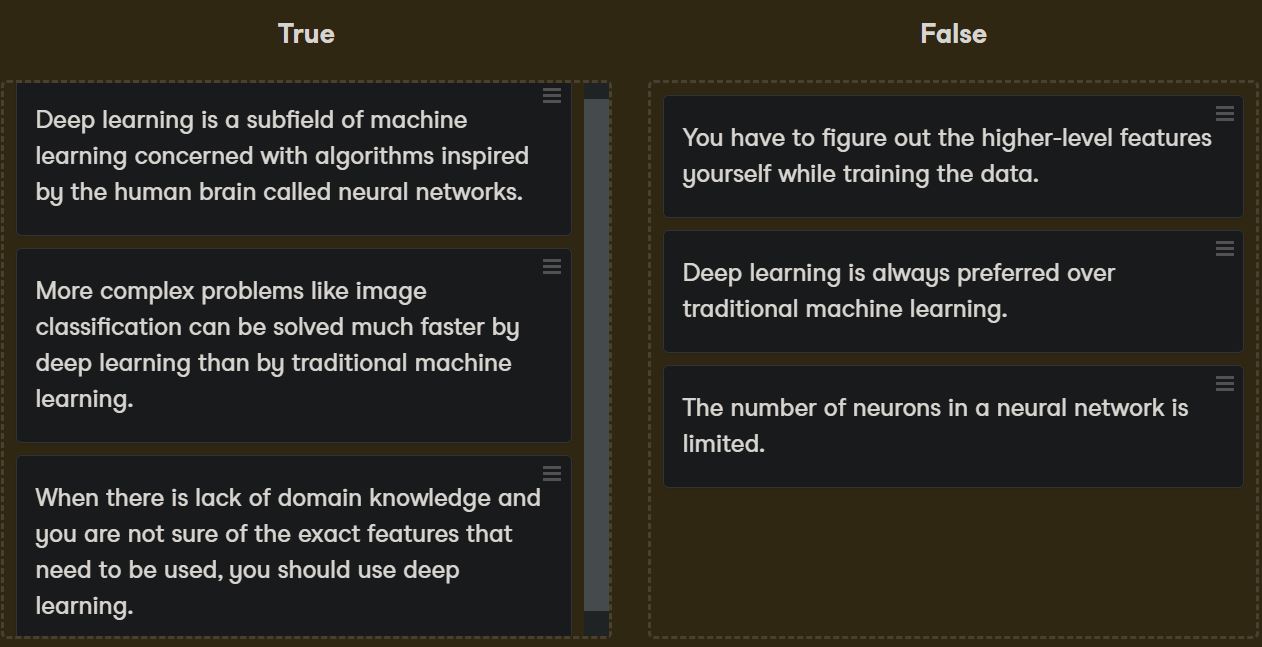 True
Deep learning is a subfield of machine
learning concerned with algorithms inspired
by the human brain called neural networks.
More complex problems like image
classification can be solved much faster by
deep learning than by traditional machine
learning.
When there is lack of domain knowledge and
you are not sure of the exact features that
need to be used, you should use deep
learning.
False
You have to figure out the higher-level features
yourself while training the data.
Deep learning is always preferred over
traditional machine learning.
The number of neurons in a neural network is
limited.